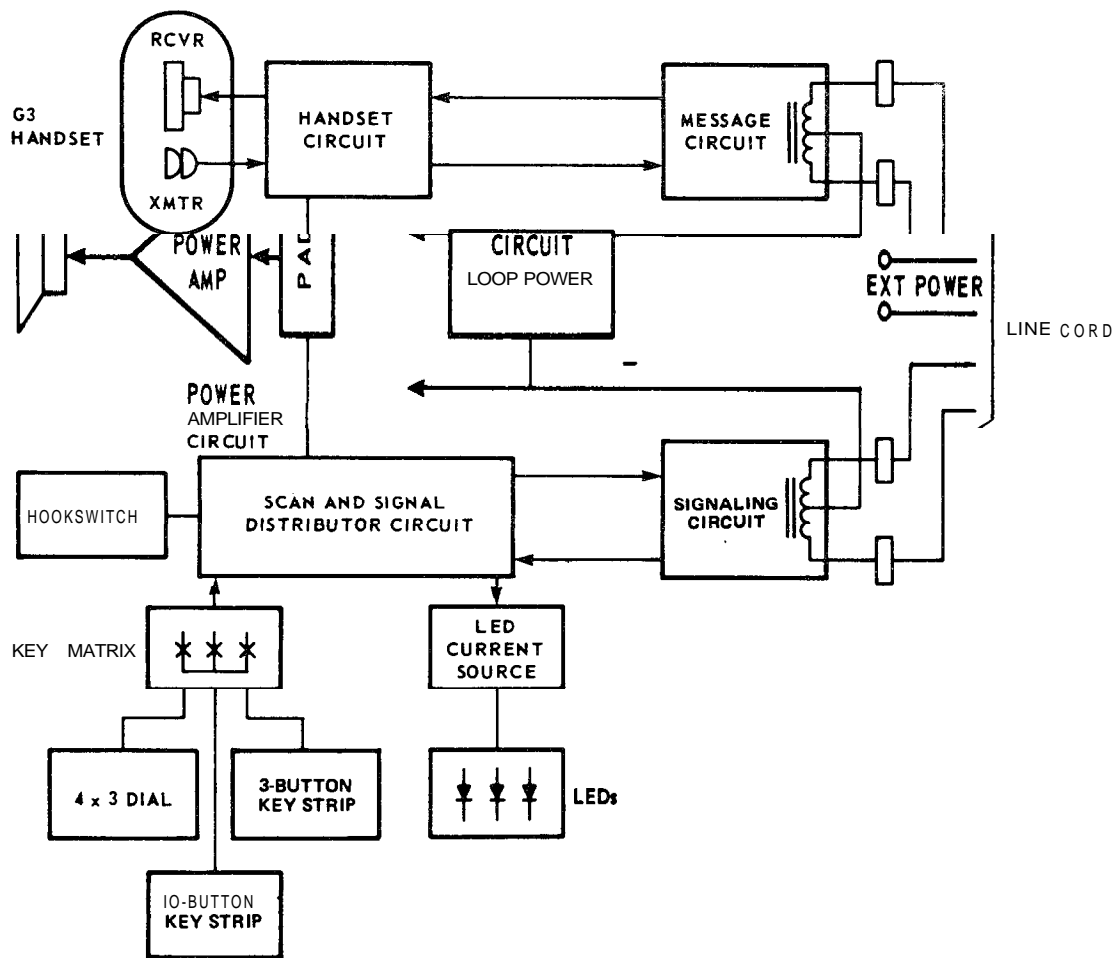 RCVR
G3
HANDSET
XMTR
HANDSET
CIRCUIT
MESSAGE
CIRCUIT
POWER
AMP
PAD
CIRCUIT
LOOP POWER
EXT POWER
LINE CORD
POWER
AMPLIFIER
CIRCUIT
HOOKSWITCH
SCAN AND SIGNAL
DISTRIBUTOR CIRCUIT
SIGNALING
CIRCUIT
KEY MATRIX
LED
CURRENT
SOURCE
4 x 3 DIAL
3-BUTTON
KEY STRIP
LEDs
IO-BUTTON
KEY STRIP